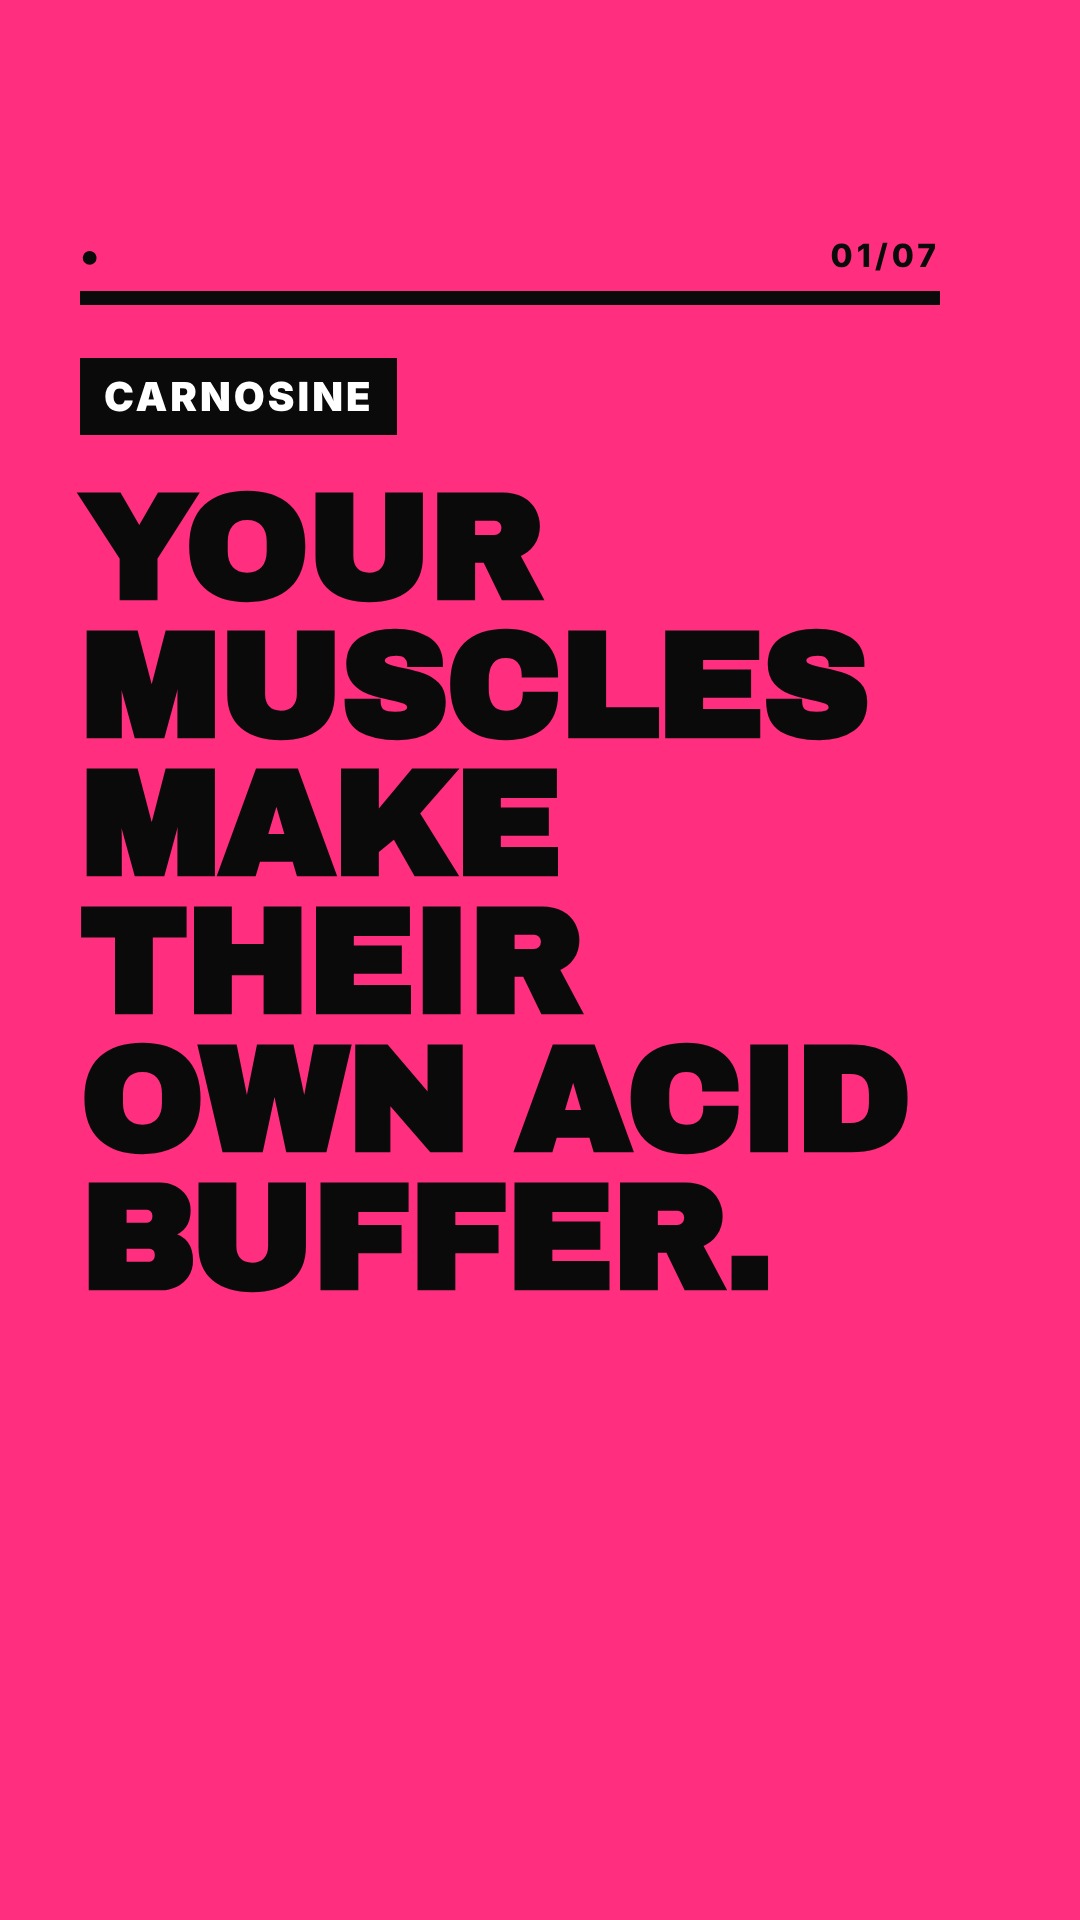 • 01/07
CARNOSINE
YOUR
MUSCLES
MAKE
THEIR
OWN ACID
BUFFER.